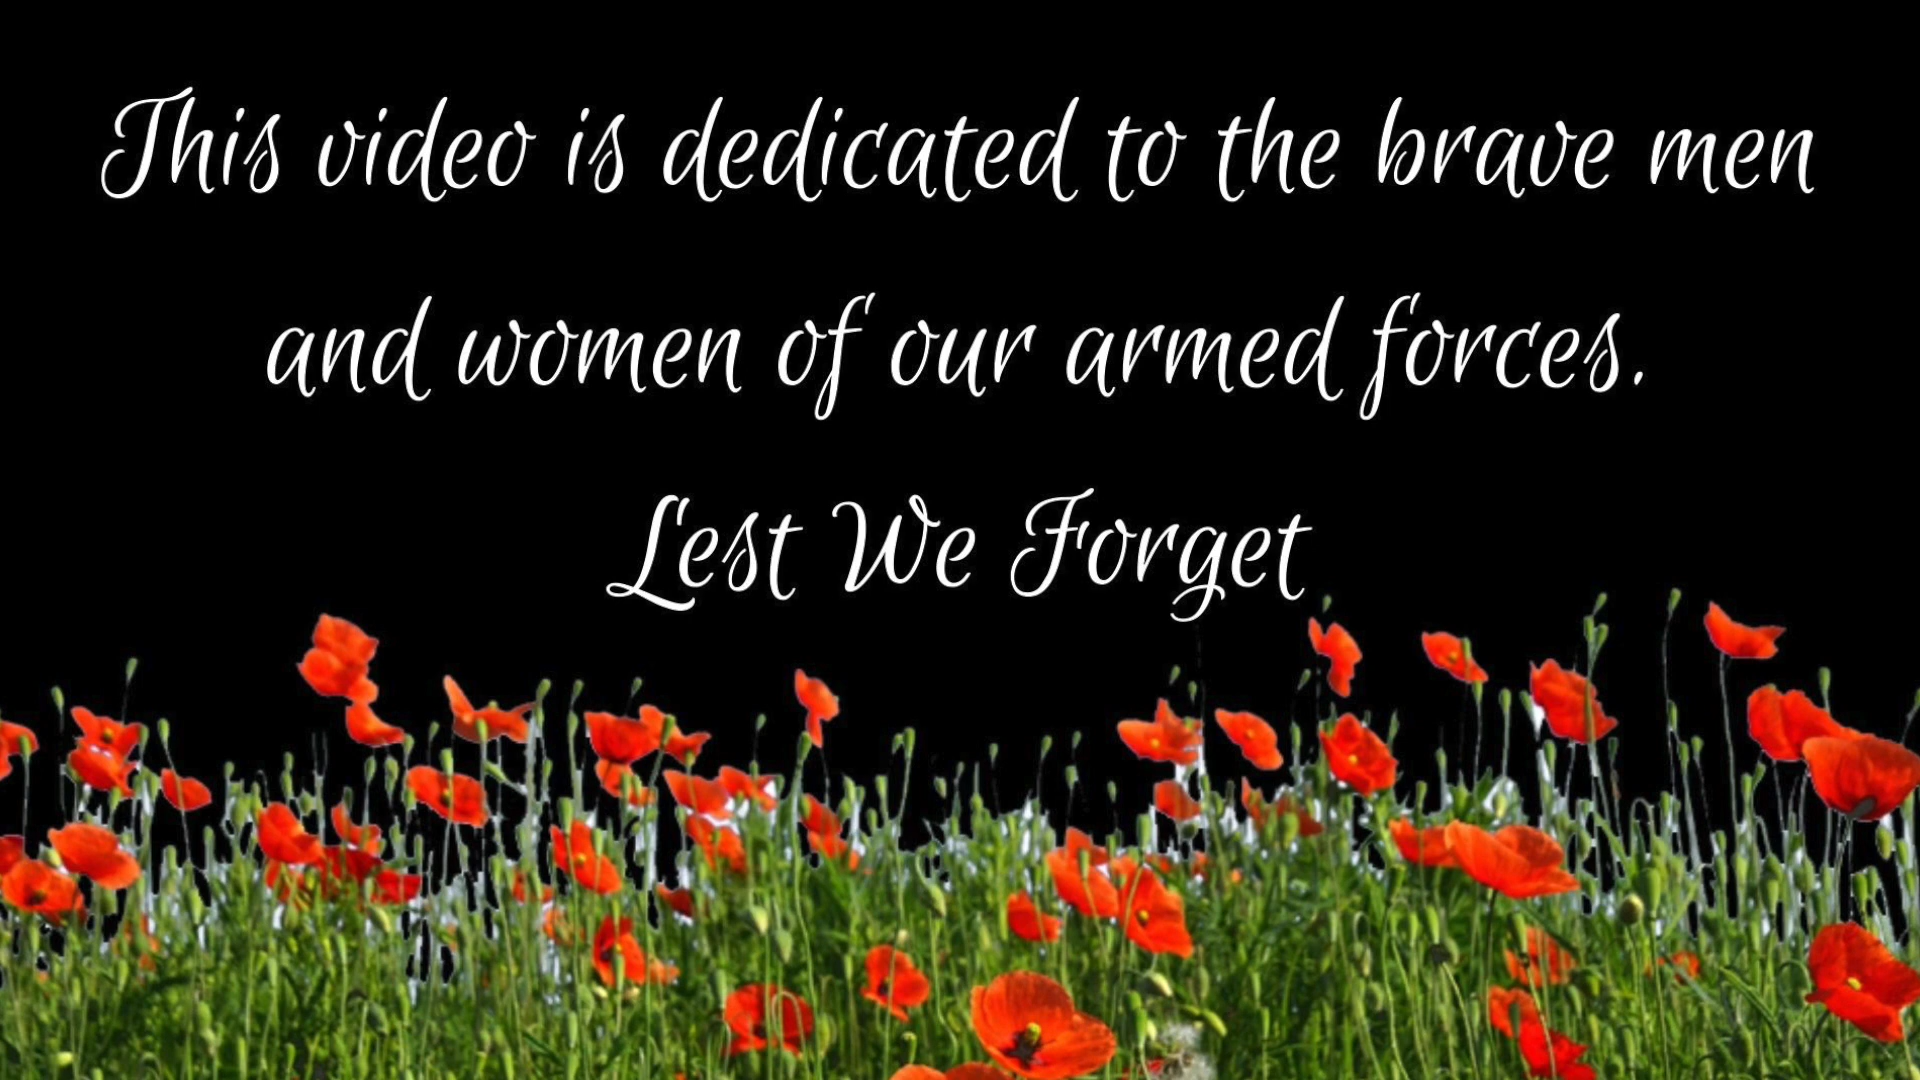 This video is dedicated to the brave men
and women of our armed forces.
Lest We Forget